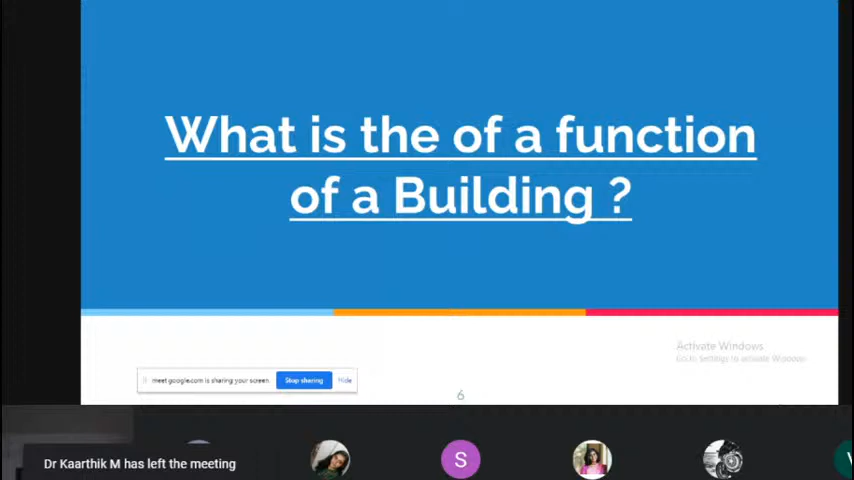 What is the of a function
of a Building ?
Activate Windows
Go to Settings to activate Windows.
meet.google.com is sharing your screen.
Stop sharing
Hide
6
Dr Kaarthik M has left the meeting
S
V